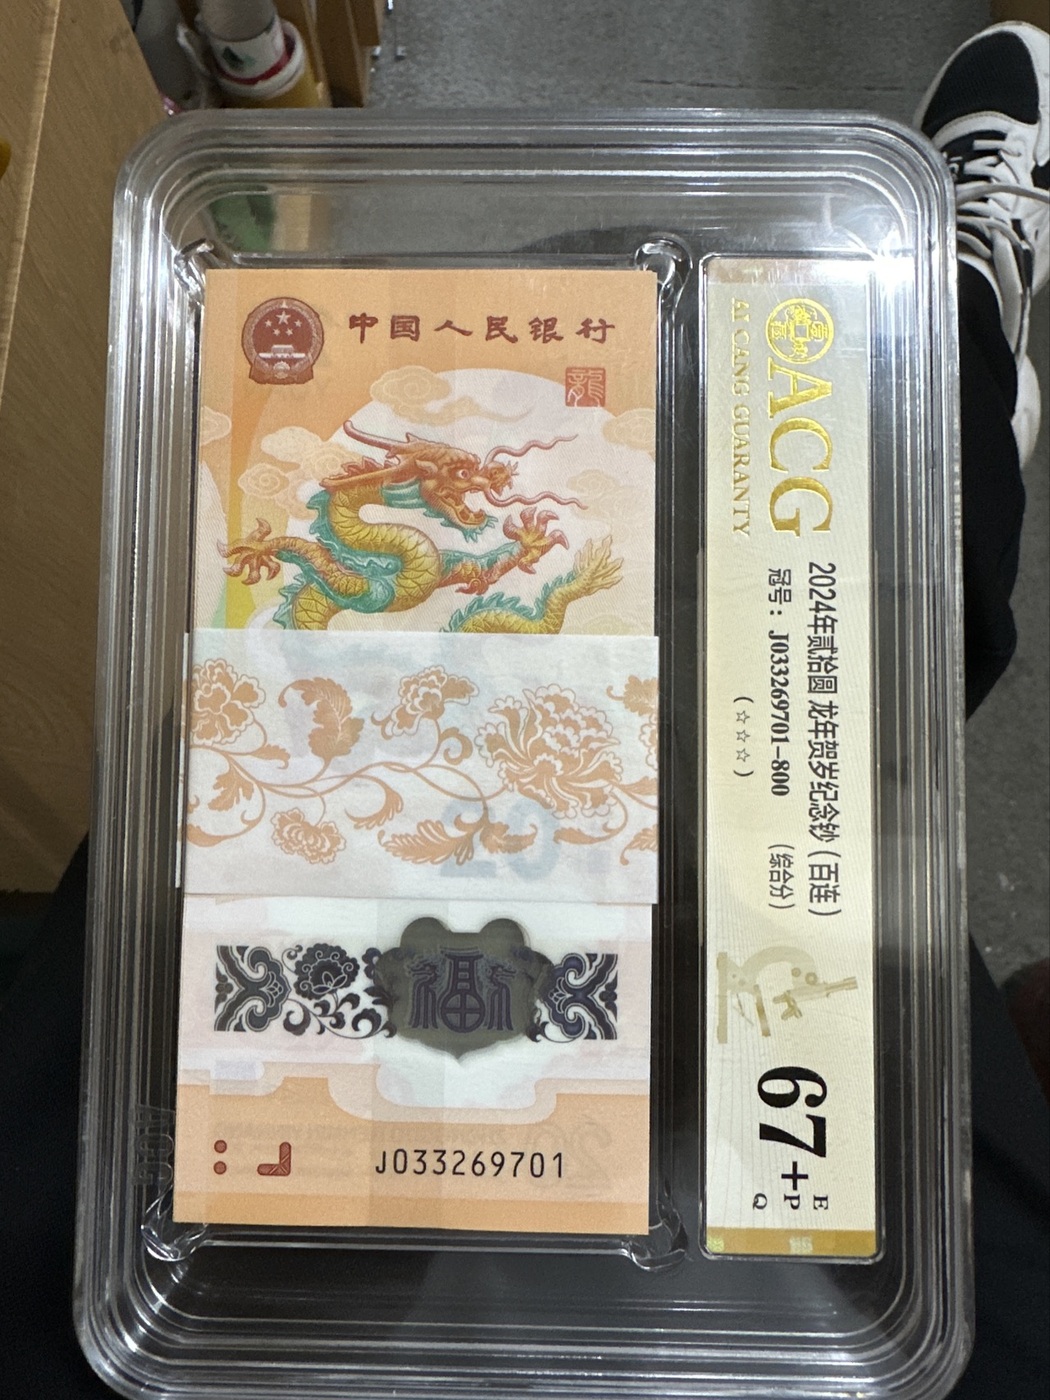 中国人民银行
龍
福
J033269701
ACG
AI CANG GUARANTY
2024年贰拾圆 龙年贺岁纪念钞（百连）
冠号：J033269701-800 （综合分）
（☆☆☆☆）
67+
EPQ